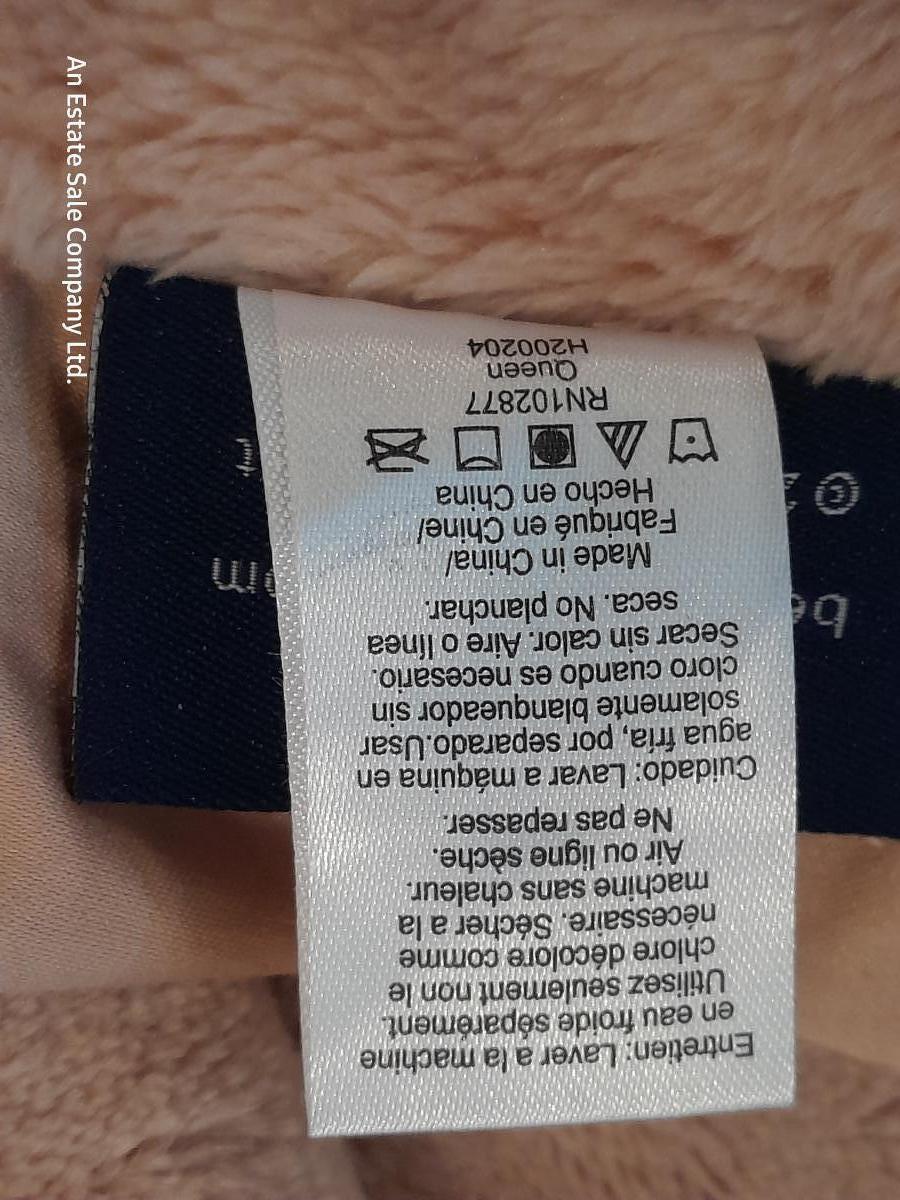 Entretien: Laver a la machine
en eau froide séparément.
Utilisez seulement non le
chlore décolore comme
nécessaire. Sécher a la
machine sans chaleur.
Air ou ligne sèche.
Ne pas repasser.
Cuidado: Lavar a máquina en
agua fría, por separado.Usar
solamente blanqueador sin
cloro cuando es necesario.
Secar sin calor. Aire o línea
seca. No planchar.
Made in China/
Fabriqué en Chine/
Hecho en China
RN102877
Queen
H200204
©
An Estate Sale Company Ltd.